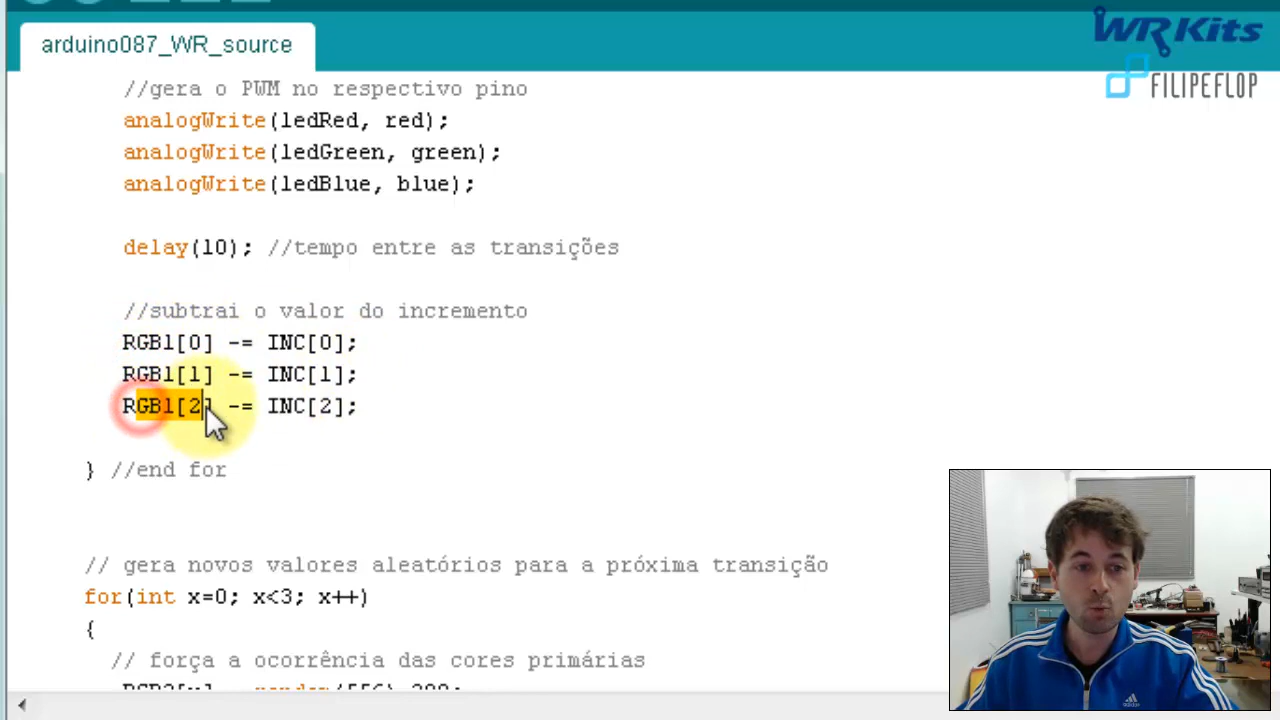 arduino087_WR_source
WR Kits
FILIPEFLOP
//gera o PWM no respectivo pino
analogWrite(ledRed, red);
analogWrite(ledGreen, green);
analogWrite(ledBlue, blue);
delay(10); //tempo entre as transições
//subtrai o valor do incremento
RGB1[0] -= INC[0];
RGB1[1] -= INC[1];
RGB1[2] -= INC[2];
} //end for
// gera novos valores aleatórios para a próxima transição
for(int x=0; x<3; x++)
{
// força a ocorrência das cores primárias